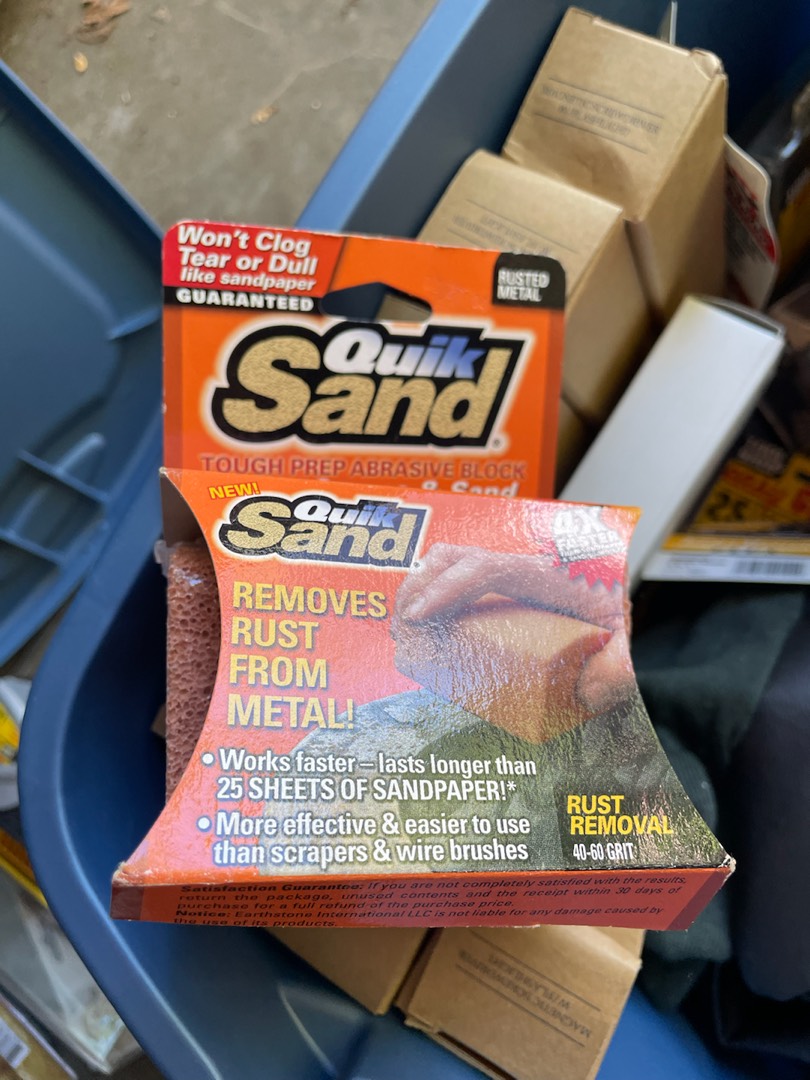 Won't Clog
Tear or Dull
like sandpaper
GUARANTEED
RUSTED
METAL
Quik
Sand®
TOUGH PREP ABRASIVE BLOCK
& Sand
NEW!
Quik
Sand®
4X
FASTER
REMOVES
RUST
FROM
METAL!
• Works faster – lasts longer than
25 SHEETS OF SANDPAPER!*
• More effective & easier to use
than scrapers & wire brushes
RUST
REMOVAL
40-60 GRIT
Satisfaction Guarantee: If you are not completely satisfied with the results,
return the package, unused contents and the receipt within 30 days of
purchase for a full refund of the purchase price.
Notice: Earthstone International LLC is not liable for any damage caused by
the use of its products.
MAGNETIC SCREWDRIVER
W/FLASHLIGHT